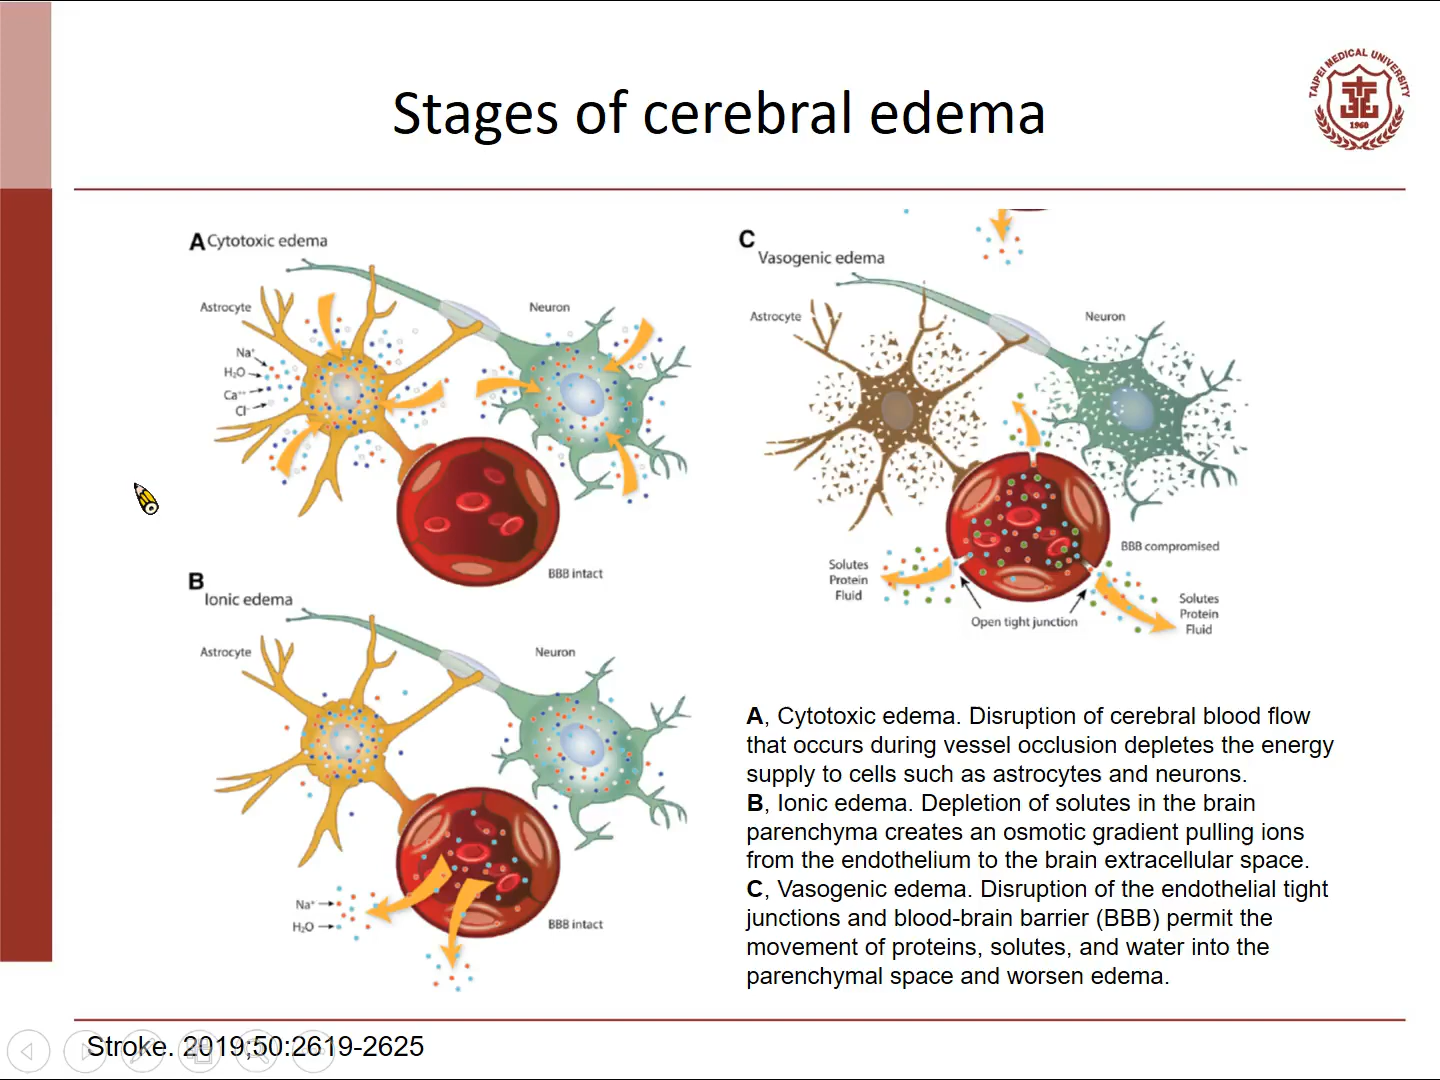 Stages of cerebral edema
TAIPEI MEDICAL UNIVERSITY
1960
A Cytotoxic edema
Astrocyte
Neuron
Na⁺
H₂O
Ca⁺⁺
Cl⁻
BBB intact
B
Ionic edema
Astrocyte
Neuron
Na⁺
H₂O
BBB intact
C
Vasogenic edema
Astrocyte
Neuron
BBB compromised
Solutes
Protein
Fluid
Open tight junction
Solutes
Protein
Fluid
A, Cytotoxic edema. Disruption of cerebral blood flow
that occurs during vessel occlusion depletes the energy
supply to cells such as astrocytes and neurons.
B, Ionic edema. Depletion of solutes in the brain
parenchyma creates an osmotic gradient pulling ions
from the endothelium to the brain extracellular space.
C, Vasogenic edema. Disruption of the endothelial tight
junctions and blood-brain barrier (BBB) permit the
movement of proteins, solutes, and water into the
parenchymal space and worsen edema.
Stroke. 2019;50:2619-2625